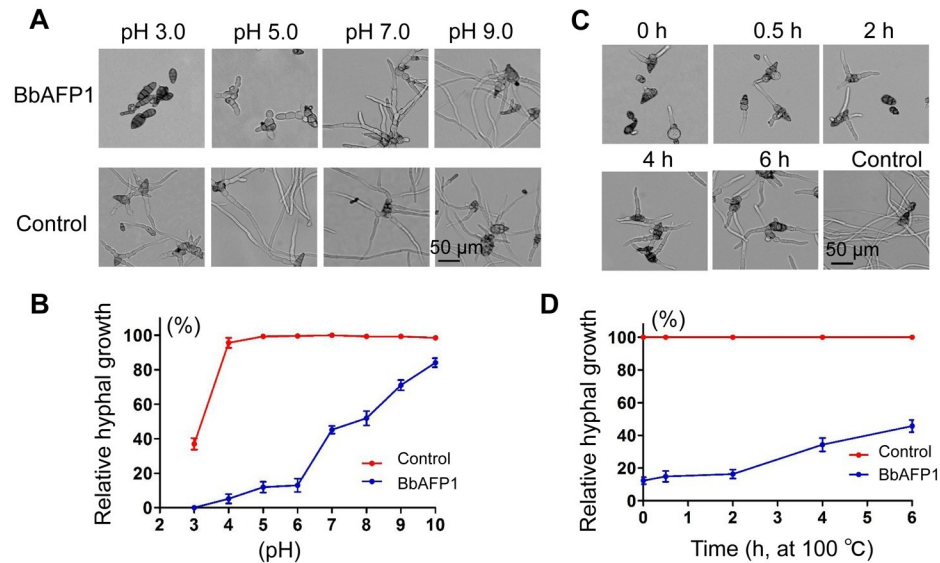 A
pH 3.0 pH 5.0 pH 7.0 pH 9.0
BbAFP1
Control
50 µm
B
(%)
Relative hyphal growth
100
80
60
40
20
0
Control
BbAFP1
2 3 4 5 6 7 8 9 10
(pH)
C
0 h 0.5 h 2 h
4 h 6 h Control
50 µm
D
(%)
Relative hyphal growth
100
80
60
40
20
0
Control
BbAFP1
0 1 2 3 4 5 6
Time (h, at 100 °C)